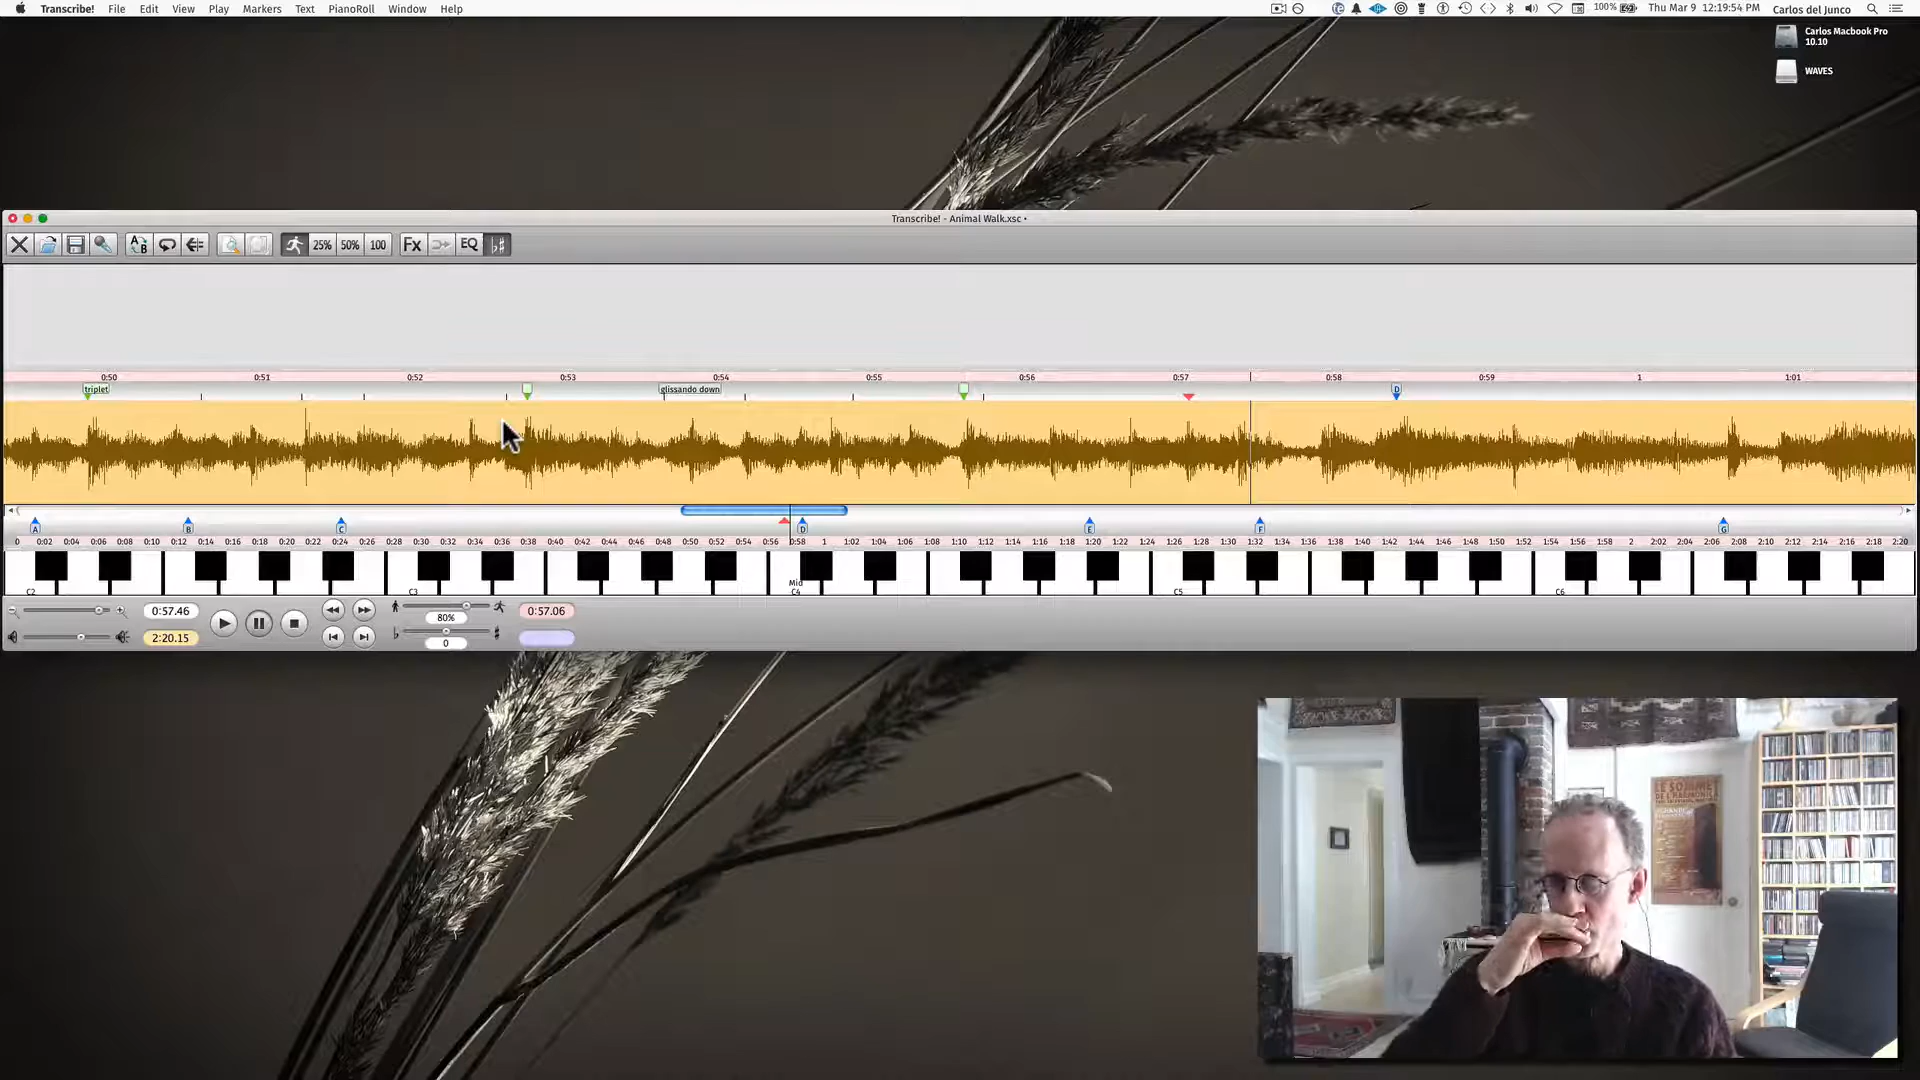 Transcribe! File Edit View Play Markers Text PianoRoll Window Help 100% Thu Mar 9 12:19:54 PM Carlos del Junco
Carlos Macbook Pro
10.10
WAVES
Transcribe! - Animal Walk.xsc •
A B 25% 50% 100 Fx EQ ♭♯
0:50 0:51 0:52 0:53 0:54 0:55 0:56 0:57 0:58 0:59 1 1:01
triplet glissando down D
A B C D E F G
0 0:02 0:04 0:06 0:08 0:10 0:12 0:14 0:16 0:18 0:20 0:22 0:24 0:26 0:28 0:30 0:32 0:34 0:36 0:38 0:40 0:42 0:44 0:46 0:48 0:50 0:52 0:54 0:56 0:58 1 1:02 1:04 1:06 1:08 1:10 1:12 1:14 1:16 1:18 1:20 1:22 1:24 1:26 1:28 1:30 1:32 1:34 1:36 1:38 1:40 1:42 1:44 1:46 1:48 1:50 1:52 1:54 1:56 1:58 2 2:02 2:04 2:06 2:08 2:10 2:12 2:14 2:16 2:18 2:20
Mid
C2 C3 C4 C5 C6
0:57.46 80% 0:57.06
2:20.15 ♭ ♯
0
LE SOMMET
DE L'HARMONICA